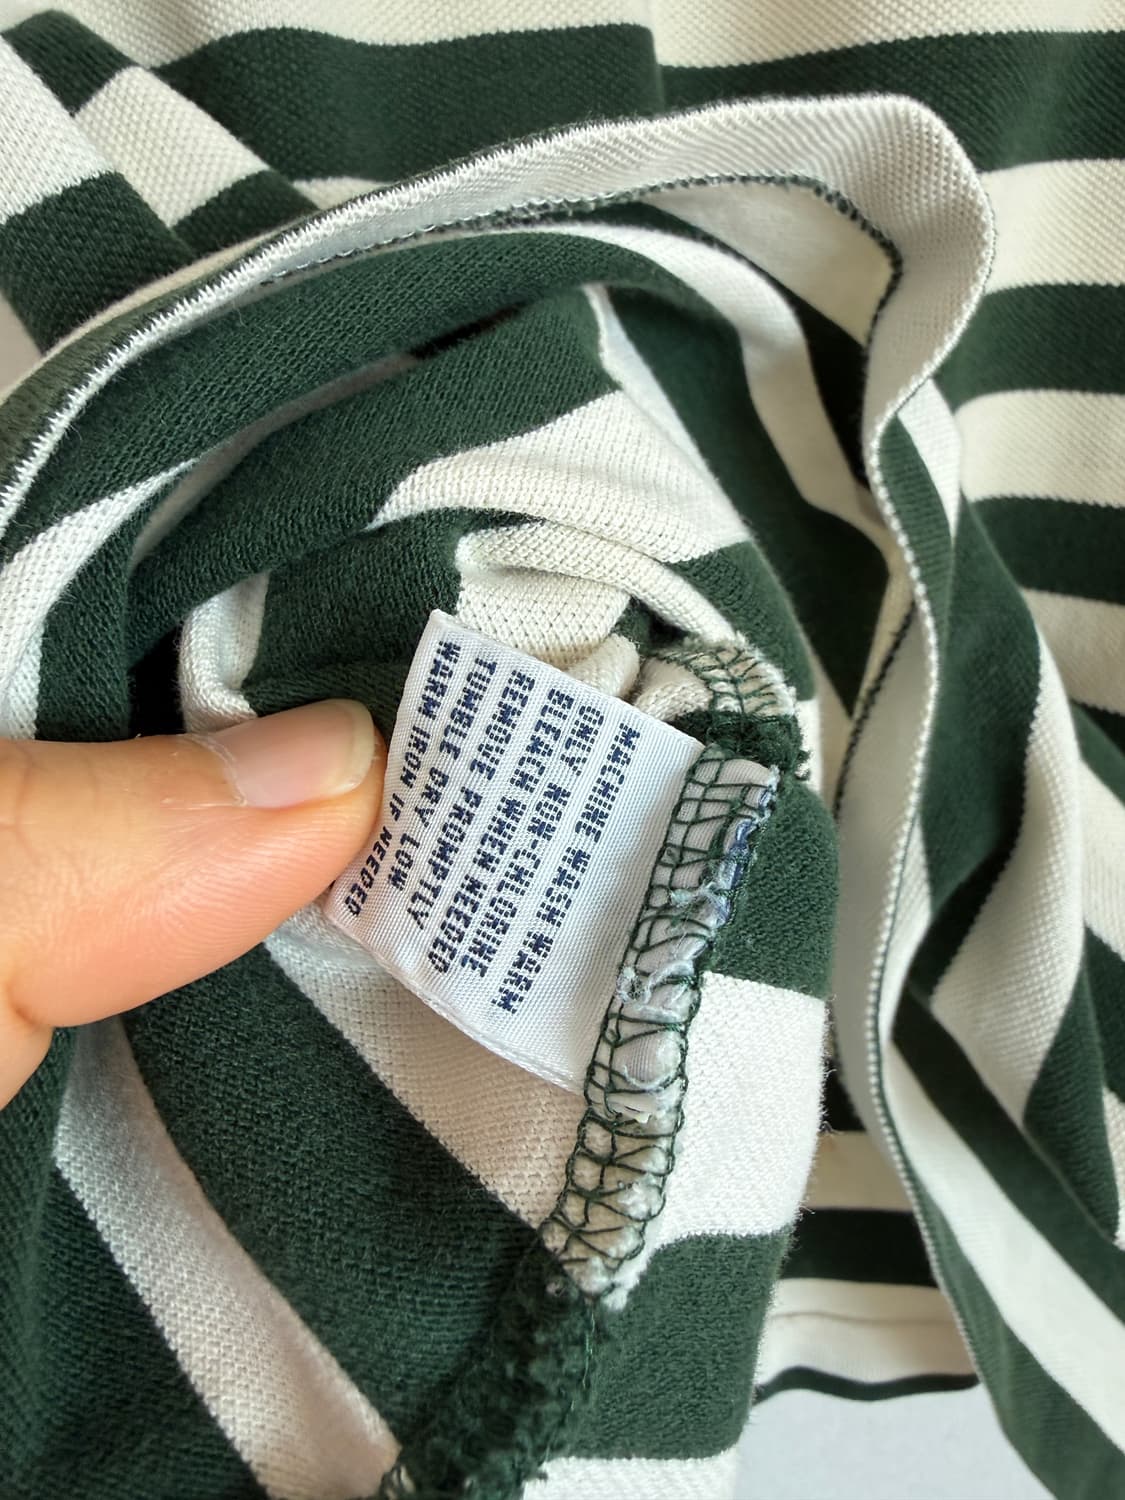 MACHINE WASH WARM
ONLY NON-CHLORINE
BLEACH WHEN NEEDED
REMOVE PROMPTLY
TUMBLE DRY LOW
WARM IRON IF NEEDED